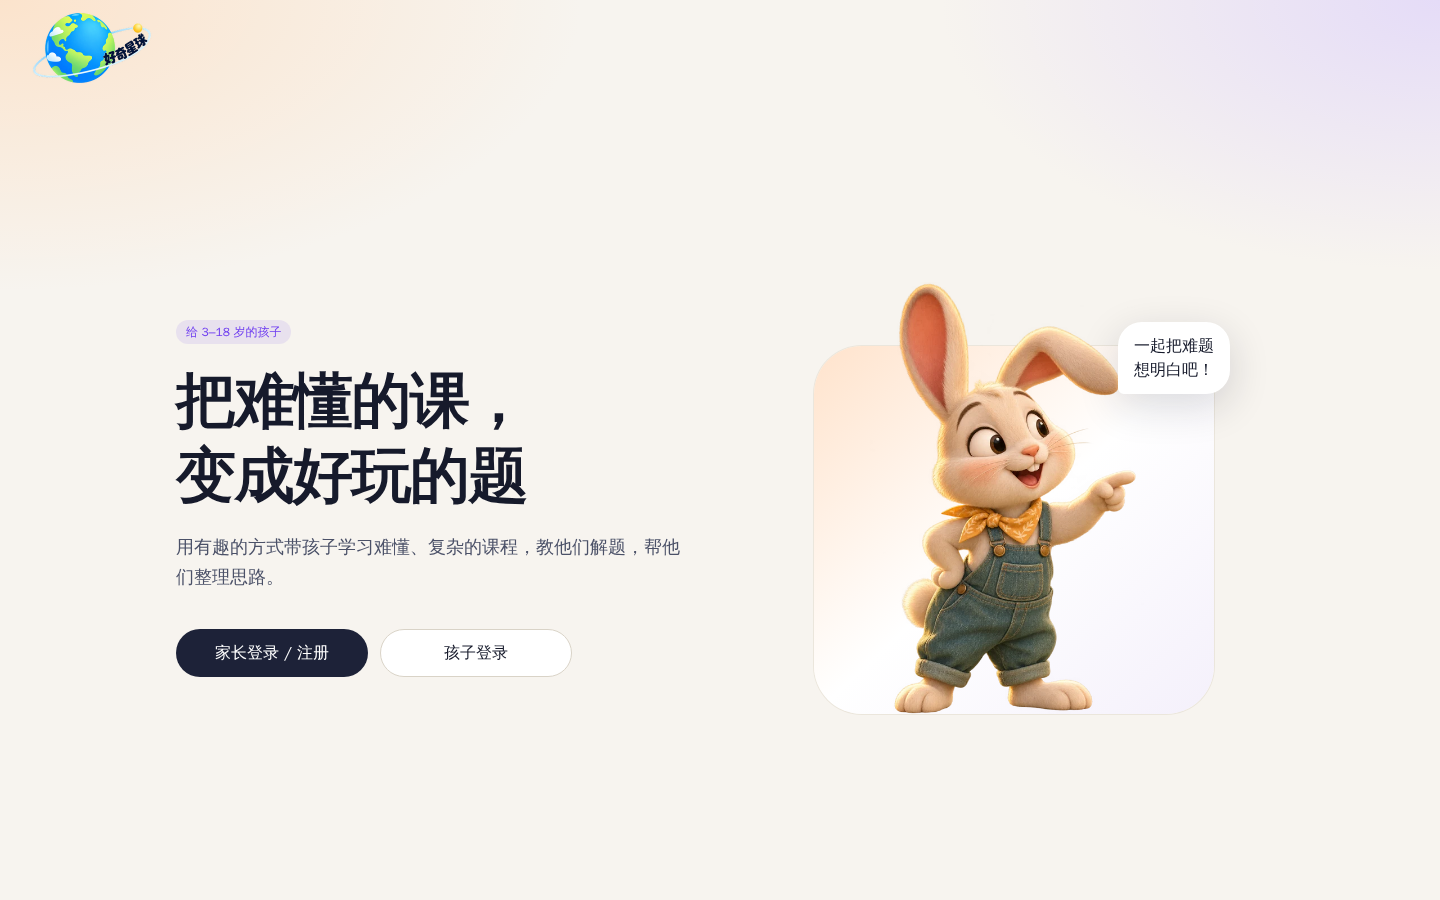 好奇星球
给 3–18 岁的孩子
把难懂的课，
变成好玩的题
用有趣的方式带孩子学习难懂、复杂的课程，教他们解题，帮他
们整理思路。
家长登录 / 注册
孩子登录
一起把难题
想明白吧！